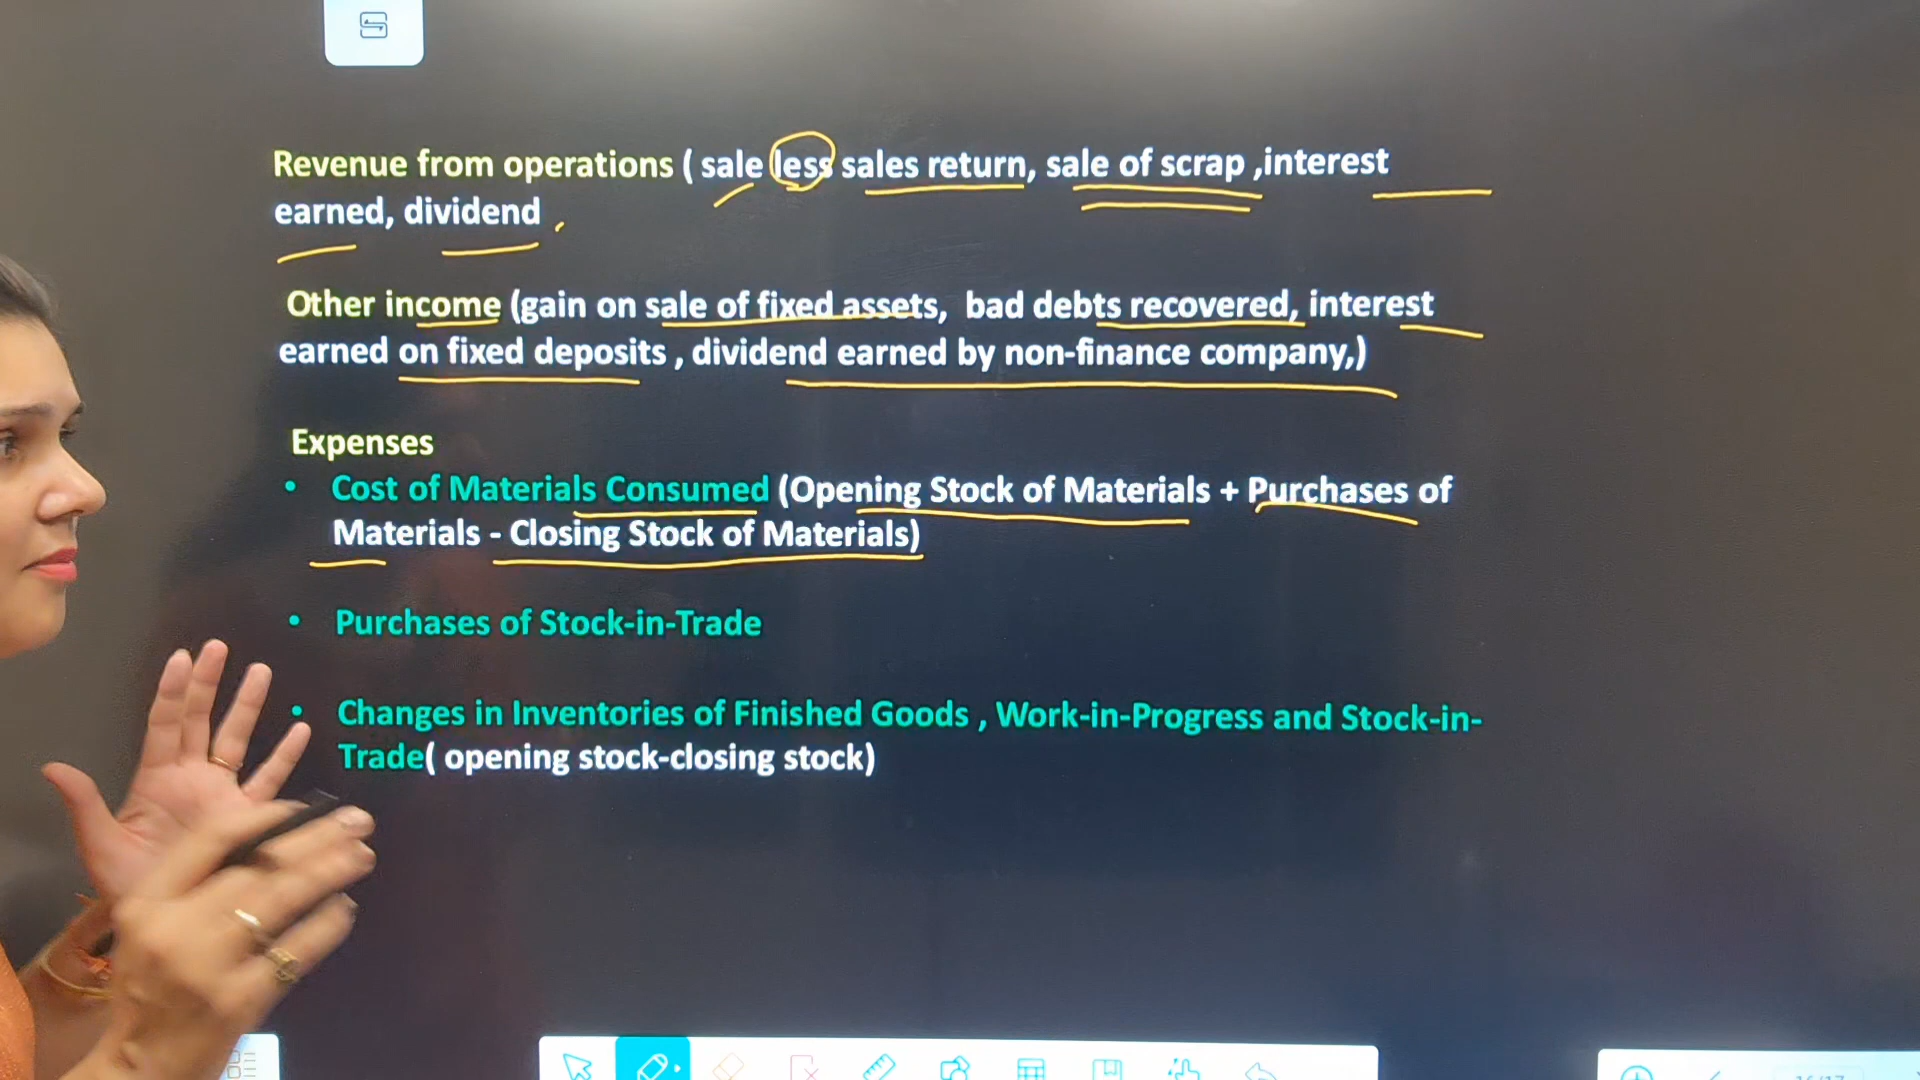 Revenue from operations ( sale less sales return, sale of scrap ,interest
earned, dividend
Other income (gain on sale of fixed assets, bad debts recovered, interest
earned on fixed deposits , dividend earned by non-finance company,)
Expenses
• Cost of Materials Consumed (Opening Stock of Materials + Purchases of
Materials - Closing Stock of Materials)
• Purchases of Stock-in-Trade
• Changes in Inventories of Finished Goods , Work-in-Progress and Stock-in-
Trade( opening stock-closing stock)